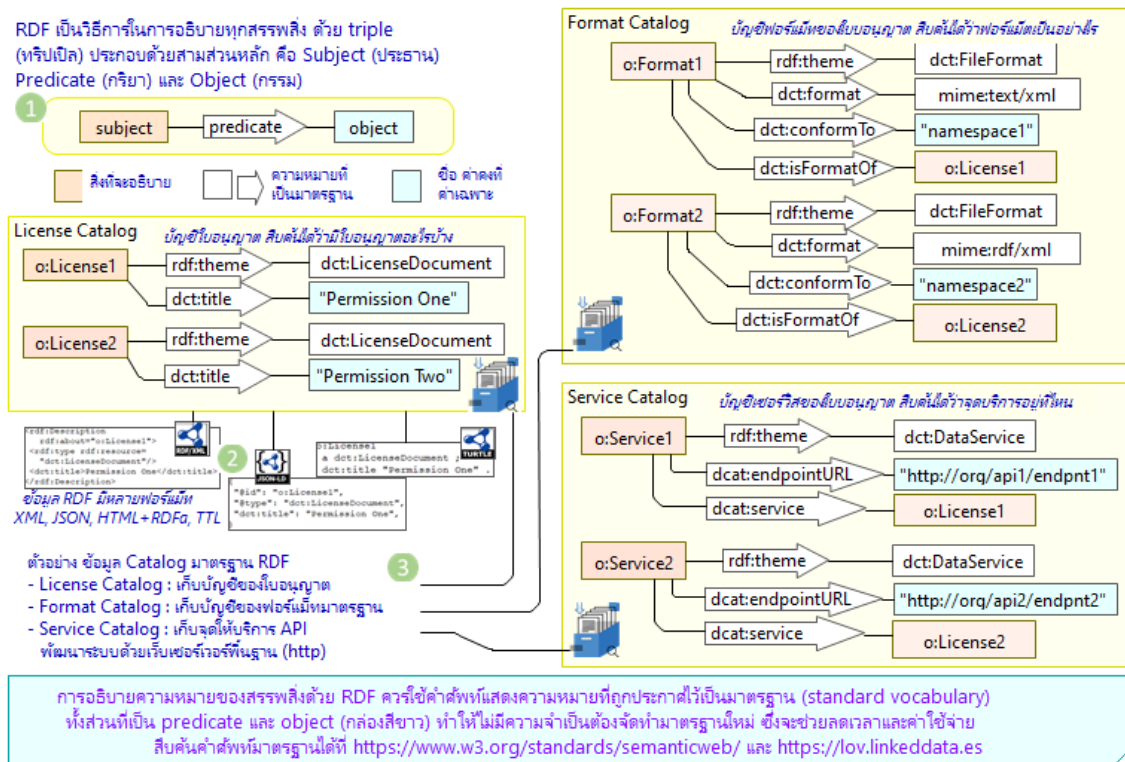 RDF เป็นวิธีการในการอธิบายทุกสรรพสิ่ง ด้วย triple
(ทริปเปิล) ประกอบด้วยสามส่วนหลัก คือ Subject (ประธาน)
Predicate (กริยา) และ Object (กรรม)
1
subject
predicate
object
สิ่งที่จะอธิบาย
ความหมายที่
เป็นมาตรฐาน
ชื่อ ค่าคงที่
ค่าเฉพาะ
License Catalog
บัญชีใบอนุญาต สืบค้นได้ว่ามีใบอนุญาตอะไรบ้าง
o:License1
rdf:theme
dct:LicenseDocument
dct:title
"Permission One"
o:License2
rdf:theme
dct:LicenseDocument
dct:title
"Permission Two"
<rdf:Description
rdf:about="o:License1">
<rdf:type rdf:resource=
"dct:LicenseDocument"/>
<dct:title>Permission One</dct:title>
</rdf:Description>
RDF/XML
2
JSON-LD
{
"@id": "o:License1",
"@type": "dct:LicenseDocument",
"dct:title": "Permission One",
}
o:License1
a dct:LicenseDocument ;
dct:title "Permission One" .
TURTLE
ข้อมูล RDF มีหลายฟอร์แม็ท
XML, JSON, HTML+RDFa, TTL
ตัวอย่าง ข้อมูล Catalog มาตรฐาน RDF
3
- License Catalog : เก็บบัญชีของใบอนุญาต
- Format Catalog : เก็บบัญชีของฟอร์แม็ทมาตรฐาน
- Service Catalog : เก็บจุดให้บริการ API
พัฒนาระบบด้วยเว็บเซอร์เวอร์พื้นฐาน (http)
Format Catalog
บัญชีฟอร์แม็ทของใบอนุญาต สืบค้นได้ว่าฟอร์แม็ตเป็นอย่างไร
o:Format1
rdf:theme
dct:FileFormat
dct:format
mime:text/xml
dct:conformTo
"namespace1"
dct:isFormatOf
o:License1
o:Format2
rdf:theme
dct:FileFormat
dct:format
mime:rdf/xml
dct:conformTo
"namespace2"
dct:isFormatOf
o:License2
Service Catalog
บัญชีเซอร์วิสของใบอนุญาต สืบค้นได้ว่าจุดบริการอยู่ที่ไหน
o:Service1
rdf:theme
dct:DataService
dcat:endpointURL
"http://org/api1/endpnt1"
dcat:service
o:License1
o:Service2
rdf:theme
dct:DataService
dcat:endpointURL
"http://org/api2/endpnt2"
dcat:service
o:License2
การอธิบายความหมายของสรรพสิ่งด้วย RDF ควรใช้คำศัพท์แสดงความหมายที่ถูกประกาศไว้เป็นมาตรฐาน (standard vocabulary)
ทั้งส่วนที่เป็น predicate และ object (กล่องสีขาว) ทำให้ไม่มีความจำเป็นต้องจัดทำมาตรฐานใหม่ ซึ่งจะช่วยลดเวลาและค่าใช้จ่าย
สืบค้นคำศัพท์มาตรฐานได้ที่ https://www.w3.org/standards/semanticweb/ และ https://lov.linkeddata.es